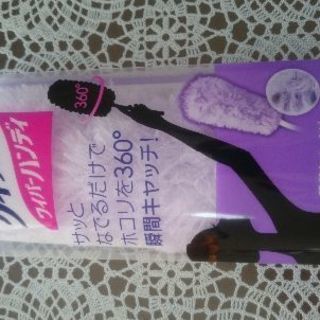 360°
ワイパーハンディ
サッと
なでるだけで
ホコリを360°
瞬間キャッチ!